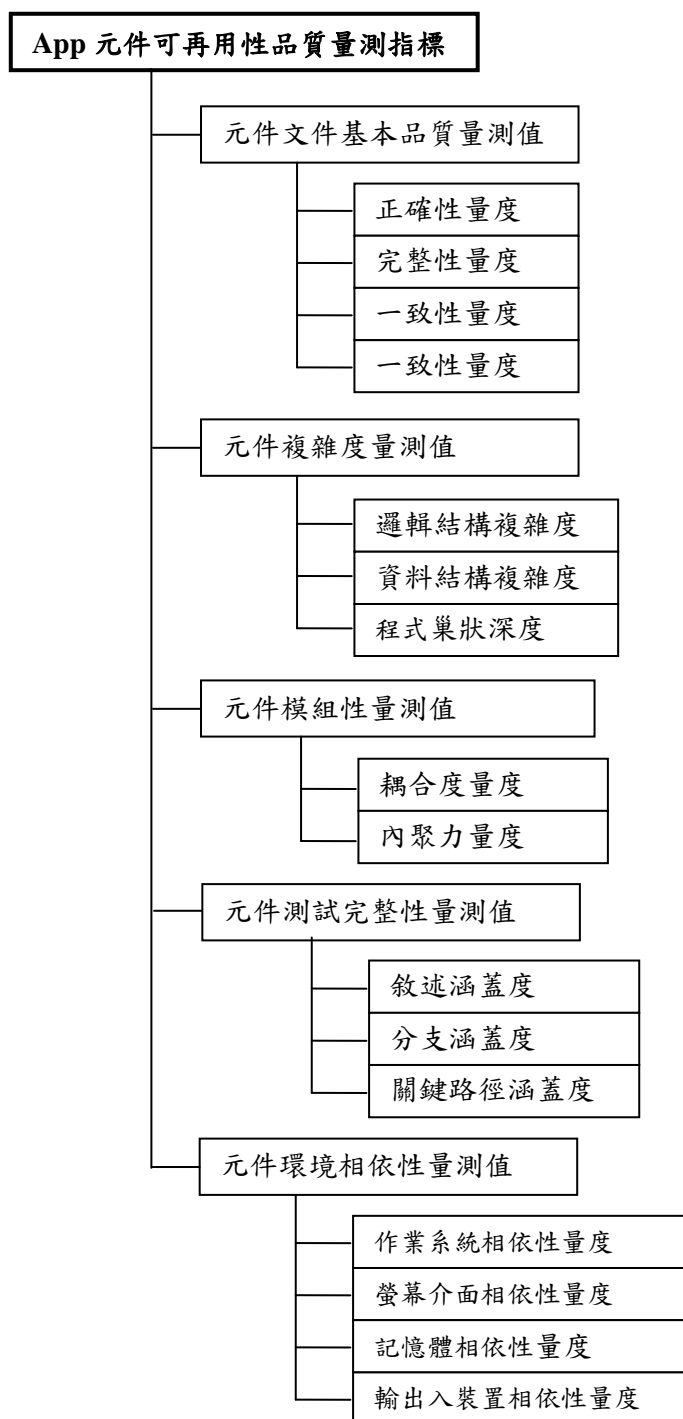 App 元件可再用性品質量測指標
元件文件基本品質量測值
正確性量度
完整性量度
一致性量度
一致性量度
元件複雜度量測值
邏輯結構複雜度
資料結構複雜度
程式巢狀深度
元件模組性量測值
耦合度量度
內聚力量度
元件測試完整性量測值
敘述涵蓋度
分支涵蓋度
關鍵路徑涵蓋度
元件環境相依性量測值
作業系統相依性量度
螢幕介面相依性量度
記憶體相依性量度
輸出入裝置相依性量度